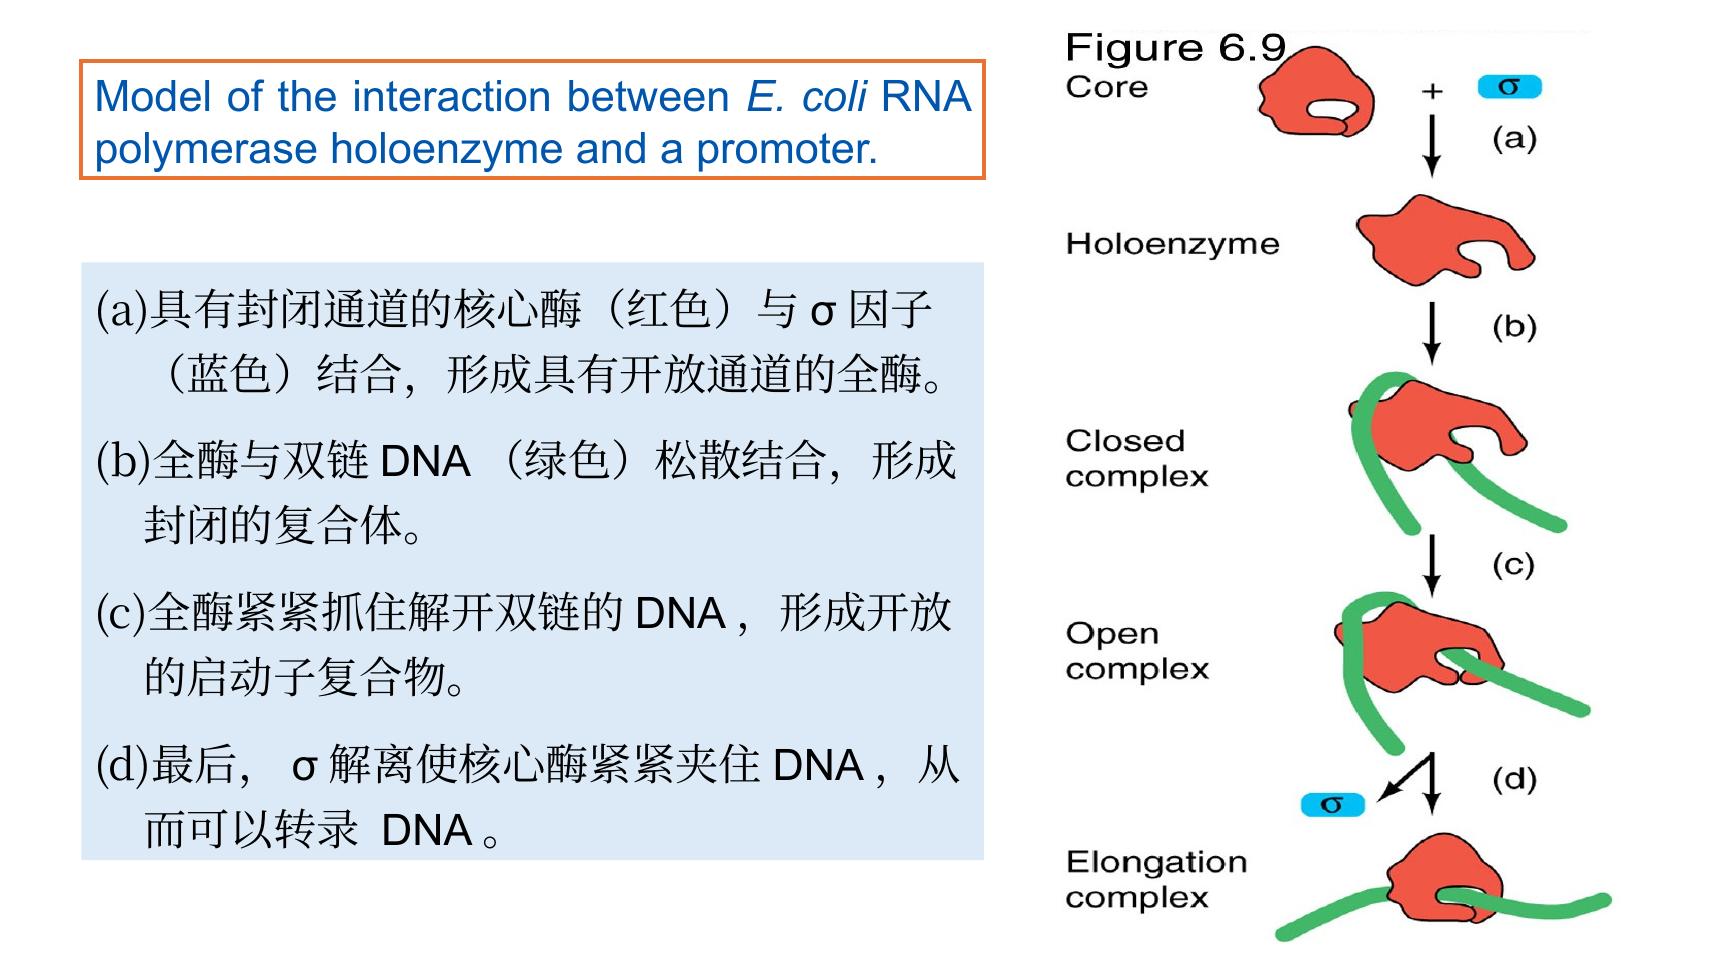 Model of the interaction between E. coli RNA
polymerase holoenzyme and a promoter.
(a)具有封闭通道的核心酶（红色）与 σ 因子
（蓝色）结合，形成具有开放通道的全酶。
(b)全酶与双链 DNA （绿色）松散结合，形成
封闭的复合体。
(c)全酶紧紧抓住解开双链的 DNA ，形成开放
的启动子复合物。
(d)最后， σ 解离使核心酶紧紧夹住 DNA ，从
而可以转录 DNA 。
Figure 6.9
Core
+
σ
(a)
Holoenzyme
(b)
Closed
complex
(c)
Open
complex
(d)
σ
Elongation
complex